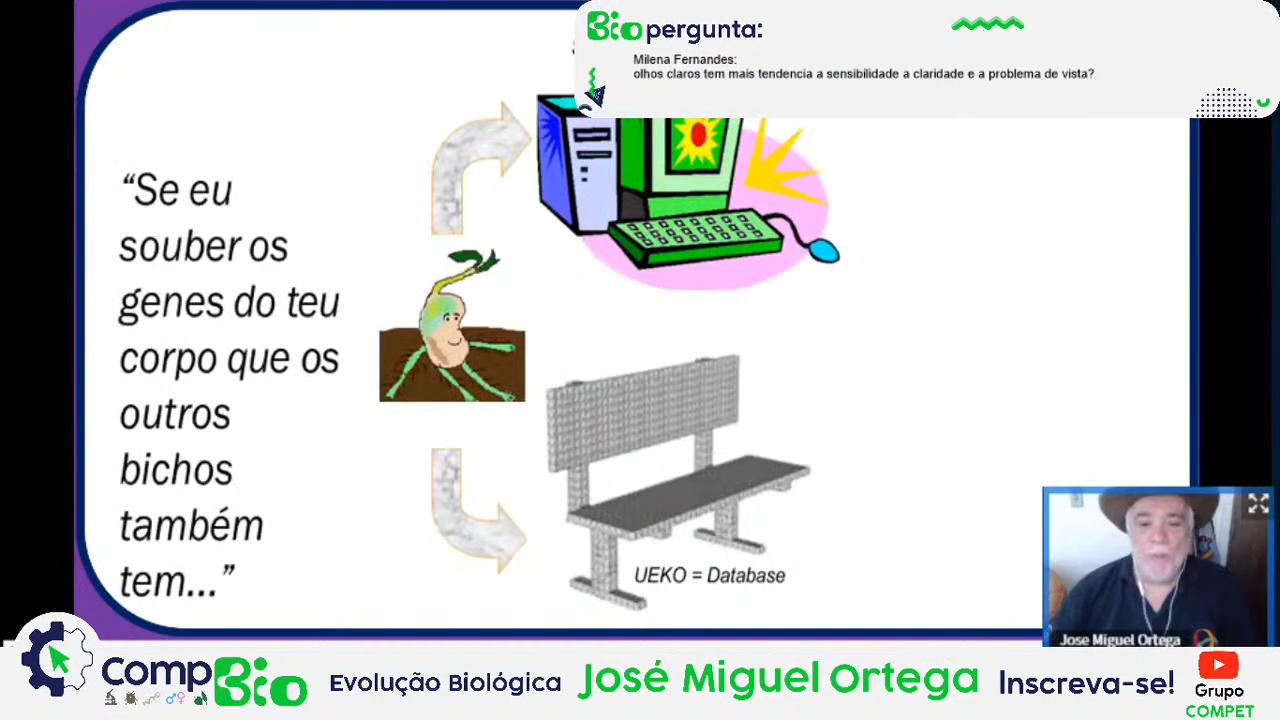 Bio pergunta:
Milena Fernandes:
olhos claros tem mais tendencia a sensibilidade a claridade e a problema de vista?
“Se eu
souber os
genes do teu
corpo que os
outros
bichos
também
tem...”
UEKO = Database
Jose Miguel Ortega
CompBio
Evolução Biológica
José Miguel Ortega
Inscreva-se!
Grupo
COMPET